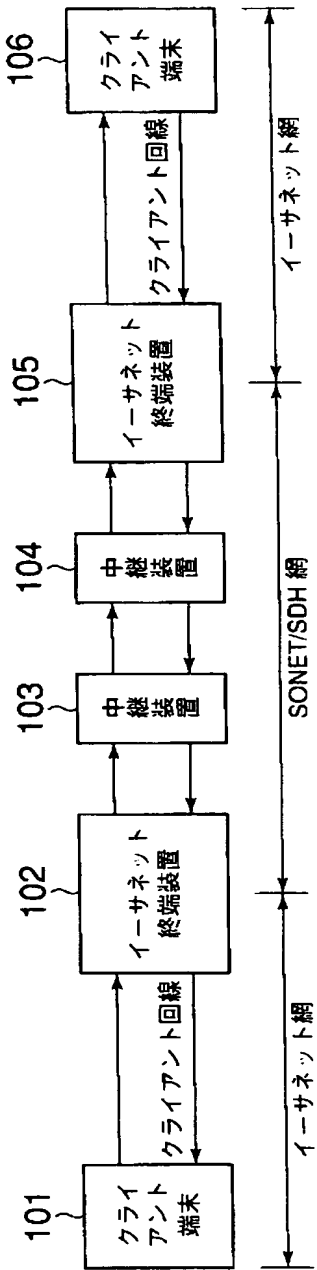 101
クライ
アント
端末
クライアント回線
102
イーサネット
終端装置
103
中継装置
104
中継装置
105
イーサネット
終端装置
クライアント回線
106
クライ
アント
端末
イーサネット網
SONET/SDH 網
イーサネット網